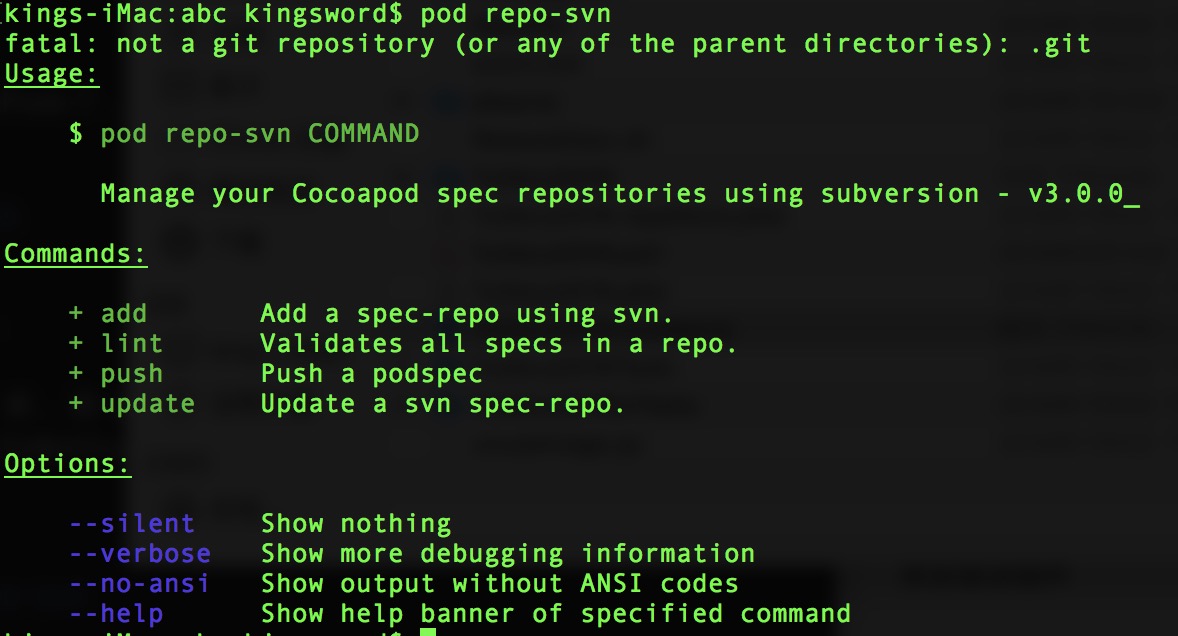 kings-iMac:abc kingsword$ pod repo-svn
fatal: not a git repository (or any of the parent directories): .git
Usage:
$ pod repo-svn COMMAND
Manage your Cocoapod spec repositories using subversion - v3.0.0_
Commands:
+ add Add a spec-repo using svn.
+ lint Validates all specs in a repo.
+ push Push a podspec
+ update Update a svn spec-repo.
Options:
--silent Show nothing
--verbose Show more debugging information
--no-ansi Show output without ANSI codes
--help Show help banner of specified command